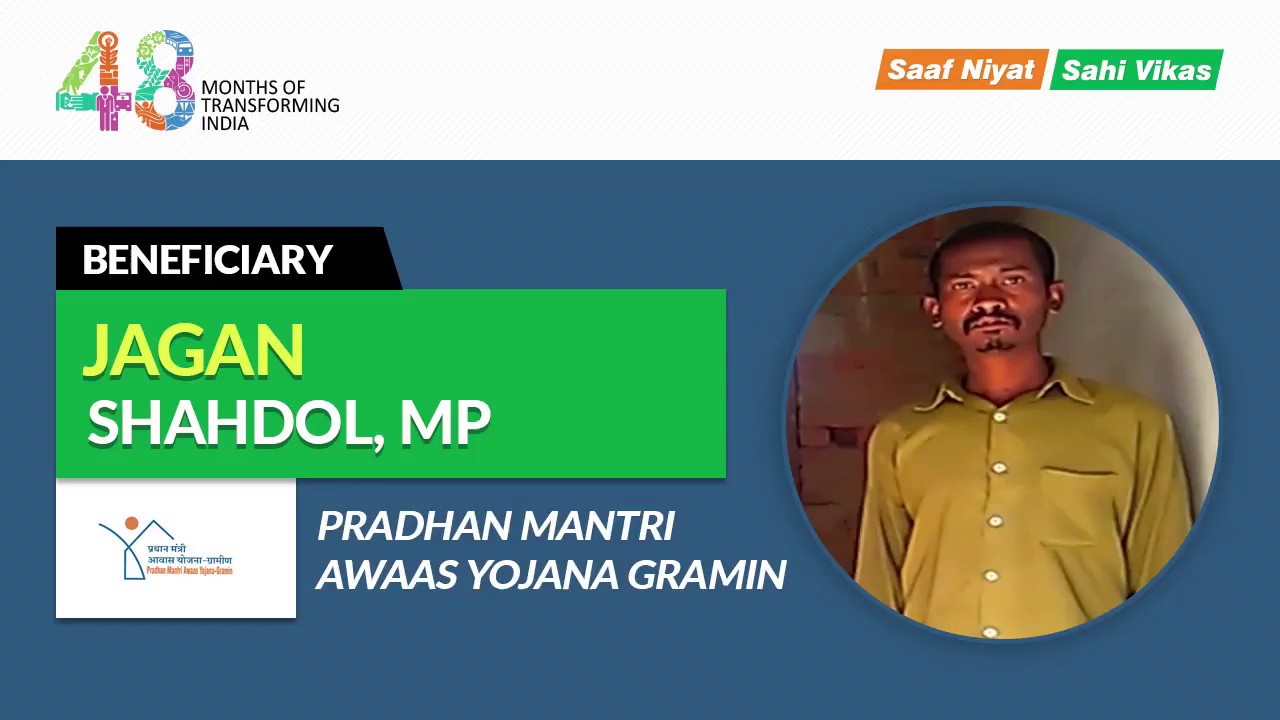 48
MONTHS OF
TRANSFORMING
INDIA
Saaf Niyat Sahi Vikas
BENEFICIARY
JAGAN
SHAHDOL, MP
प्रधान मंत्री
आवास योजना-ग्रामीण
Pradhan Mantri Awaas Yojana-Gramin
PRADHAN MANTRI
AWAAS YOJANA GRAMIN